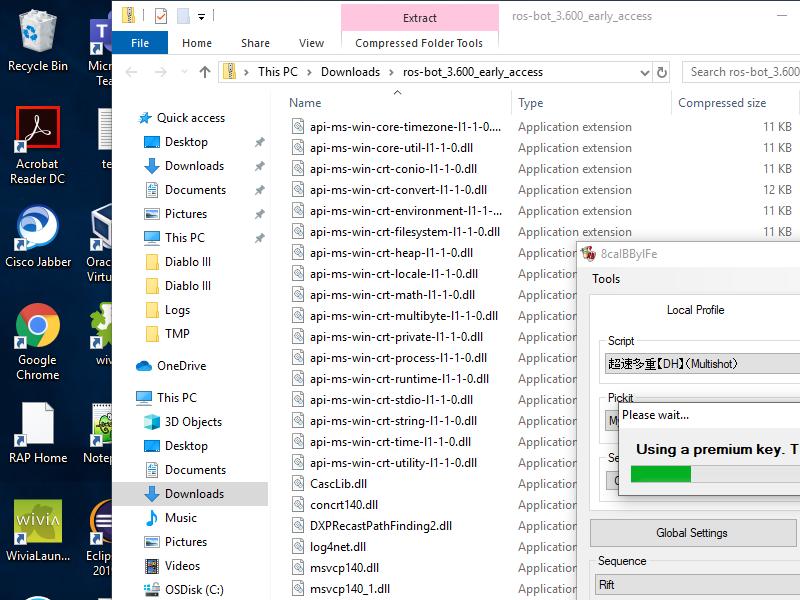 Recycle Bin
Micr
Tea
Acrobat
Reader DC
te
Cisco Jabber
Orac
Virtu
Google
Chrome
wiv
RAP Home
Notep
WiviaLaun...
Eclip
201
Extract
ros-bot_3.600_early_access
File
Home
Share
View
Compressed Folder Tools
This PC
Downloads
ros-bot_3.600_early_access
Search ros-bot_3.600
Quick access
Desktop
Downloads
Documents
Pictures
This PC
Diablo III
Diablo III
Logs
TMP
OneDrive
This PC
3D Objects
Desktop
Documents
Downloads
Music
Pictures
Videos
OSDisk (C:)
Name Type Compressed size
api-ms-win-core-timezone-l1-1-0.... Application extension 11 KB
api-ms-win-core-util-l1-1-0.dll Application extension 11 KB
api-ms-win-crt-conio-l1-1-0.dll Application extension 11 KB
api-ms-win-crt-convert-l1-1-0.dll Application extension 12 KB
api-ms-win-crt-environment-l1-1-... Application extension 11 KB
api-ms-win-crt-filesystem-l1-1-0.dll Application extension 11 KB
api-ms-win-crt-heap-l1-1-0.dll Application
api-ms-win-crt-locale-l1-1-0.dll Application
api-ms-win-crt-math-l1-1-0.dll Application
api-ms-win-crt-multibyte-l1-1-0.dll Application
api-ms-win-crt-private-l1-1-0.dll Application
api-ms-win-crt-process-l1-1-0.dll Application
api-ms-win-crt-runtime-l1-1-0.dll Application
api-ms-win-crt-stdio-l1-1-0.dll Application
api-ms-win-crt-string-l1-1-0.dll Application
api-ms-win-crt-time-l1-1-0.dll Application
api-ms-win-crt-utility-l1-1-0.dll Application
CascLib.dll Application
concrt140.dll Application
DXPRecastPathFinding2.dll Application
log4net.dll Application
msvcp140.dll Application
msvcp140_1.dll Application
Tools
Local Profile
Script
超速多重【DH】（Multishot）
Pickit
Please wait...
Using a premium key. T
Global Settings
Sequence
Rift